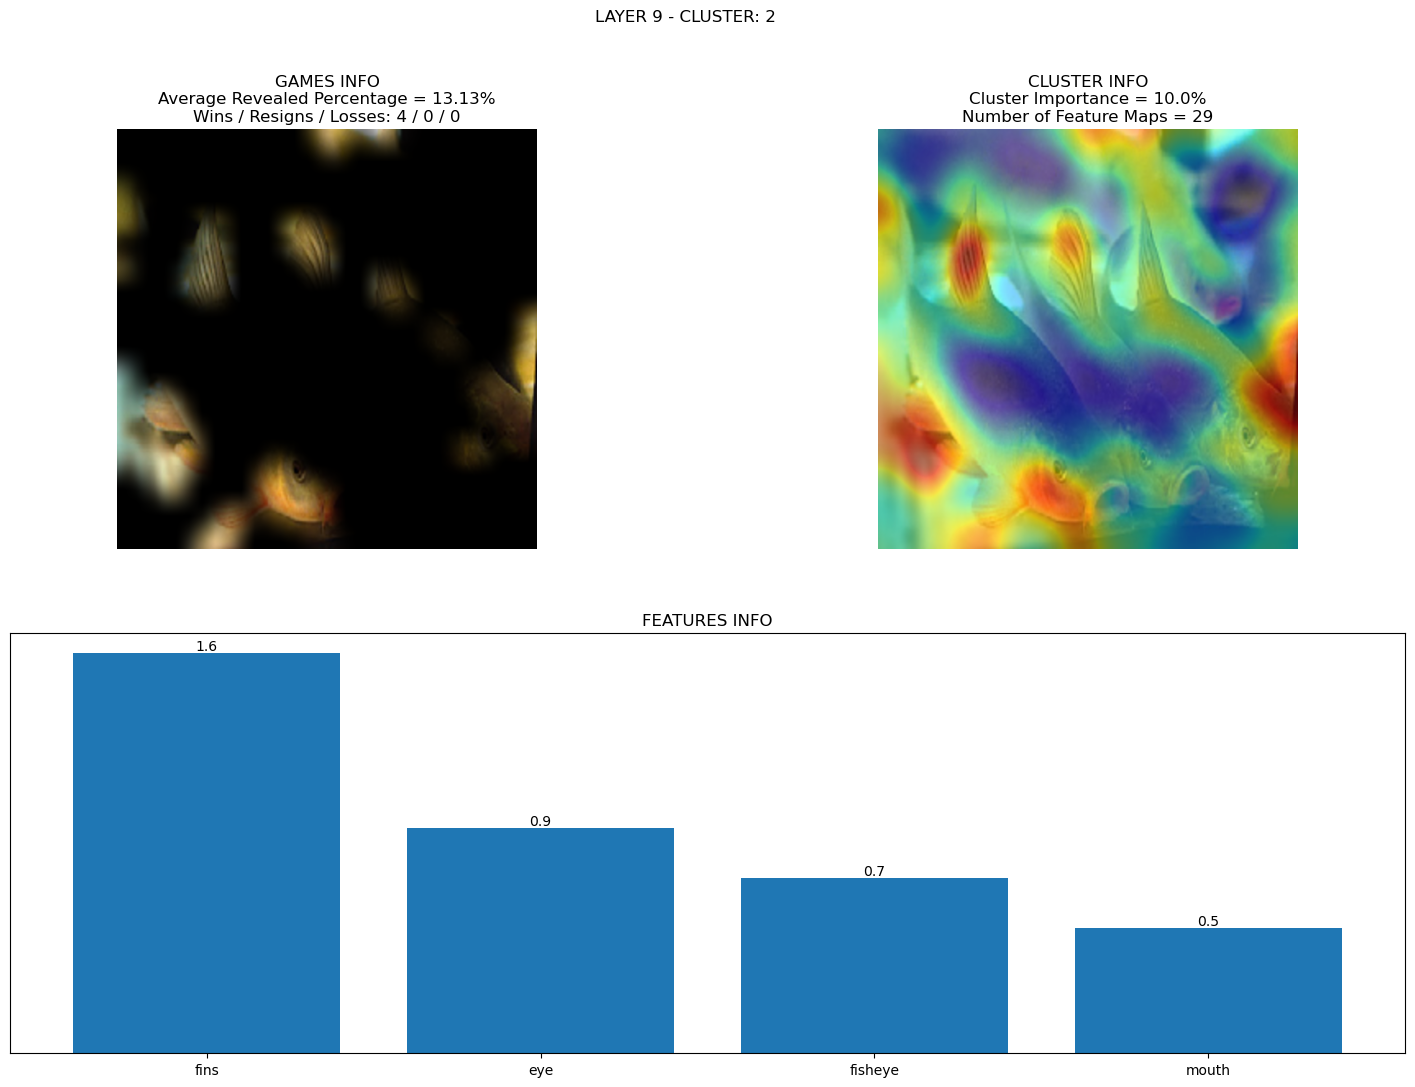 LAYER 9 - CLUSTER: 2
GAMES INFO
Average Revealed Percentage = 13.13%
Wins / Resigns / Losses: 4 / 0 / 0
CLUSTER INFO
Cluster Importance = 10.0%
Number of Feature Maps = 29
FEATURES INFO
1.6
0.9
0.7
0.5
fins
eye
fisheye
mouth